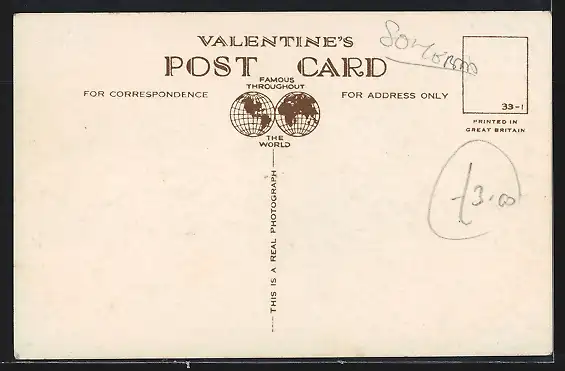 VALENTINE'S
POST CARD
FAMOUS THROUGHOUT
THE WORLD
FOR CORRESPONDENCE
FOR ADDRESS ONLY
33-1
PRINTED IN
GREAT BRITAIN
THIS IS A REAL PHOTOGRAPH
£3.00